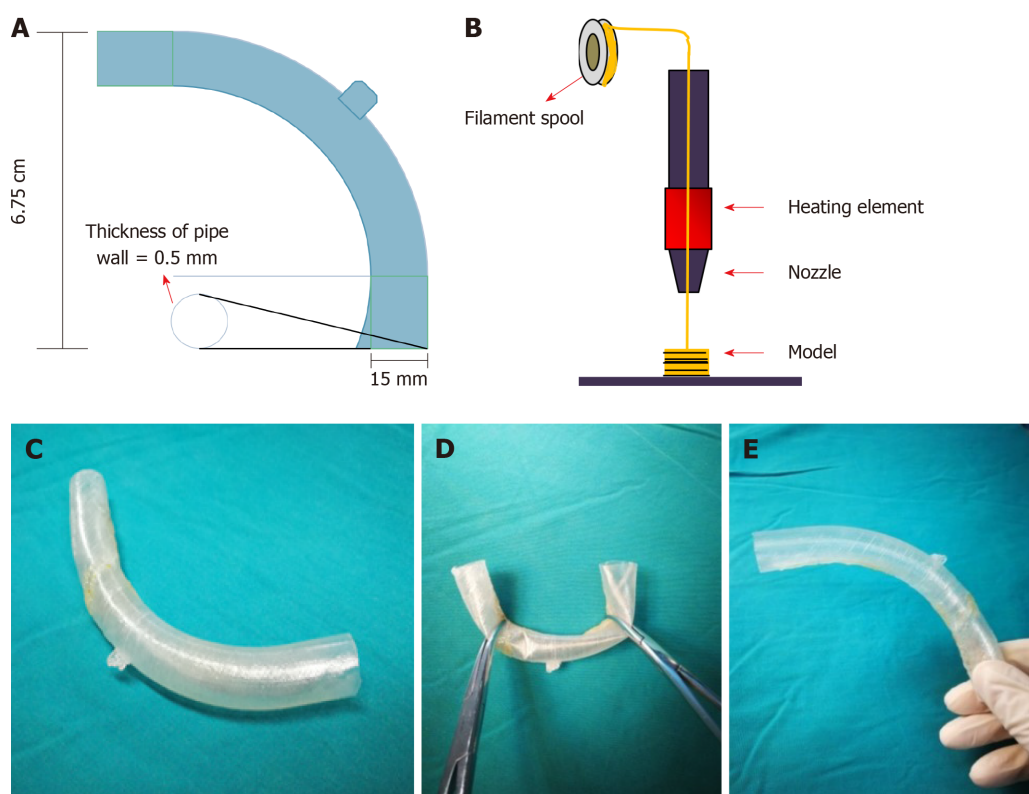 A
6.75 cm
Thickness of pipe
wall = 0.5 mm
15 mm
B
Filament spool
Heating element
Nozzle
Model
C
D
E